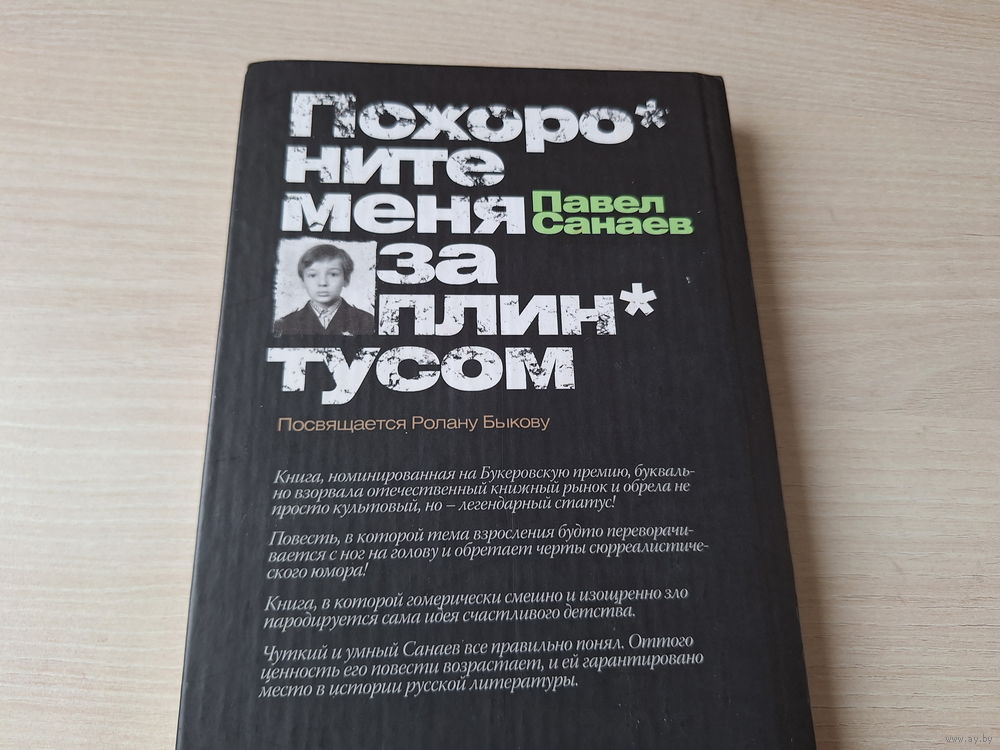 Похоро*
ните
меня
Павел
Санаев
за
плин*
тусом
Посвящается Ролану Быкову
Книга, номинированная на Букеровскую премию, букваль-
но взорвала отечественный книжный рынок и обрела не
просто культовый, но – легендарный статус!
Повесть, в которой тема взросления будто переворачи-
вается с ног на голову и обретает черты сюрреалистиче-
ского юмора!
Книга, в которой гомерически смешно и изощренно зло
пародируется сама идея счастливого детства.
Чуткий и умный Санаев все правильно понял. Оттого
ценность его повести возрастает, и ей гарантировано
место в истории русской литературы.
www.ay.by